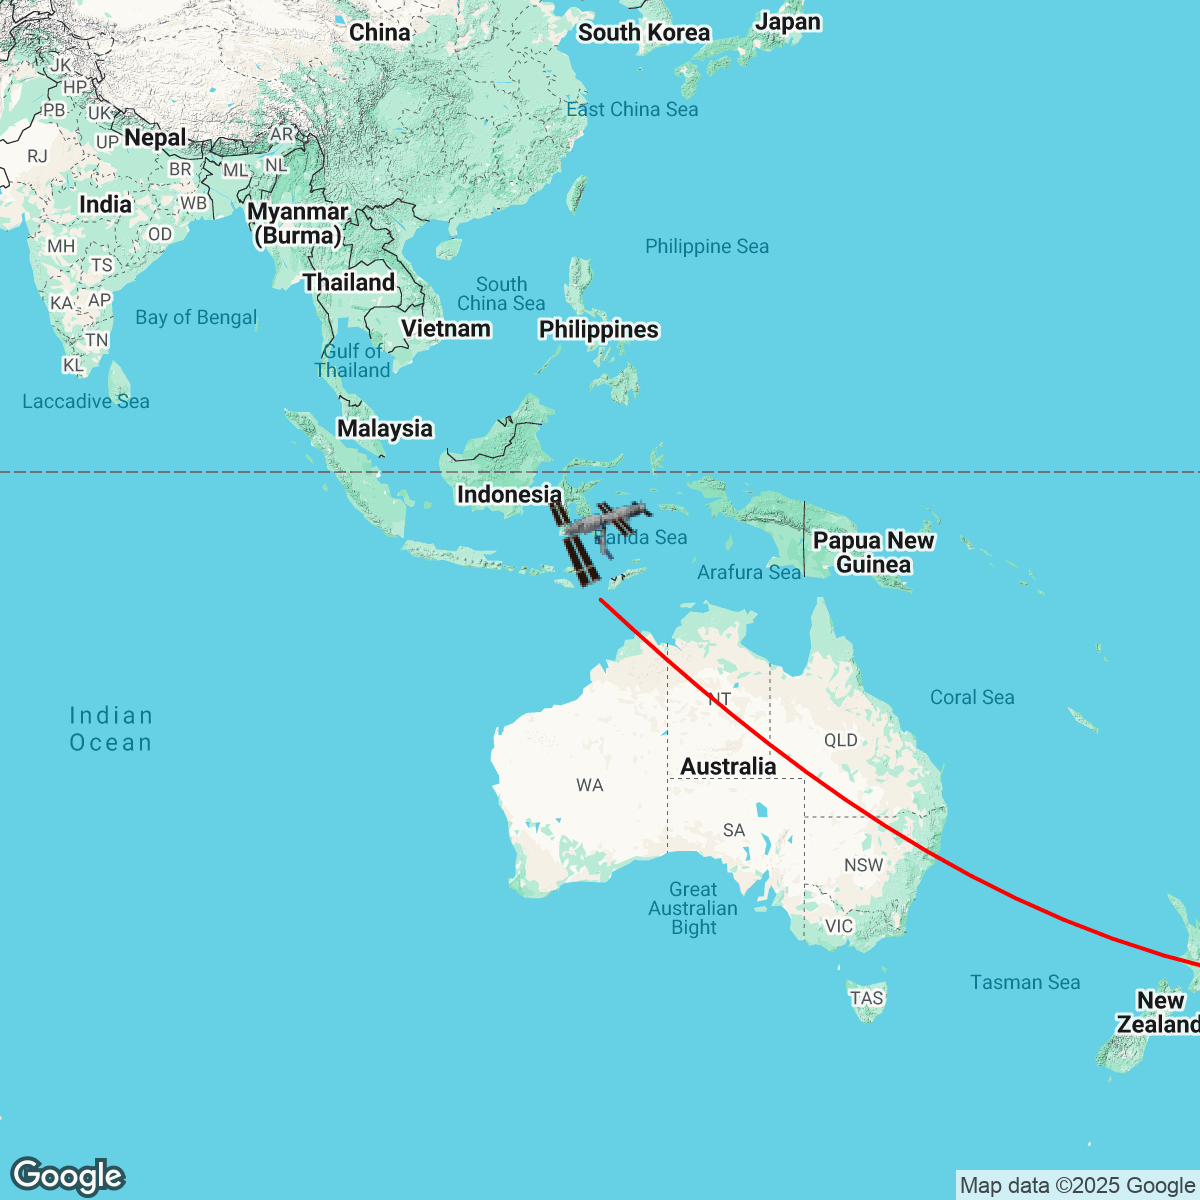 China
South Korea
Japan
JK
HP
PB
UK
East China Sea
UP
Nepal
AR
RJ
BR
ML
NL
India
WB
Myanmar
(Burma)
OD
MH
Philippine Sea
TS
Thailand
South
China Sea
KA
AP
Bay of Bengal
Vietnam
Philippines
TN
Gulf of
Thailand
KL
Laccadive Sea
Malaysia
Indonesia
Banda Sea
Papua New
Guinea
Arafura Sea
NT
Coral Sea
Indian
Ocean
QLD
Australia
WA
SA
NSW
Great
Australian
Bight
VIC
Tasman Sea
TAS
New
Zealand
Google
Map data ©2025 Google